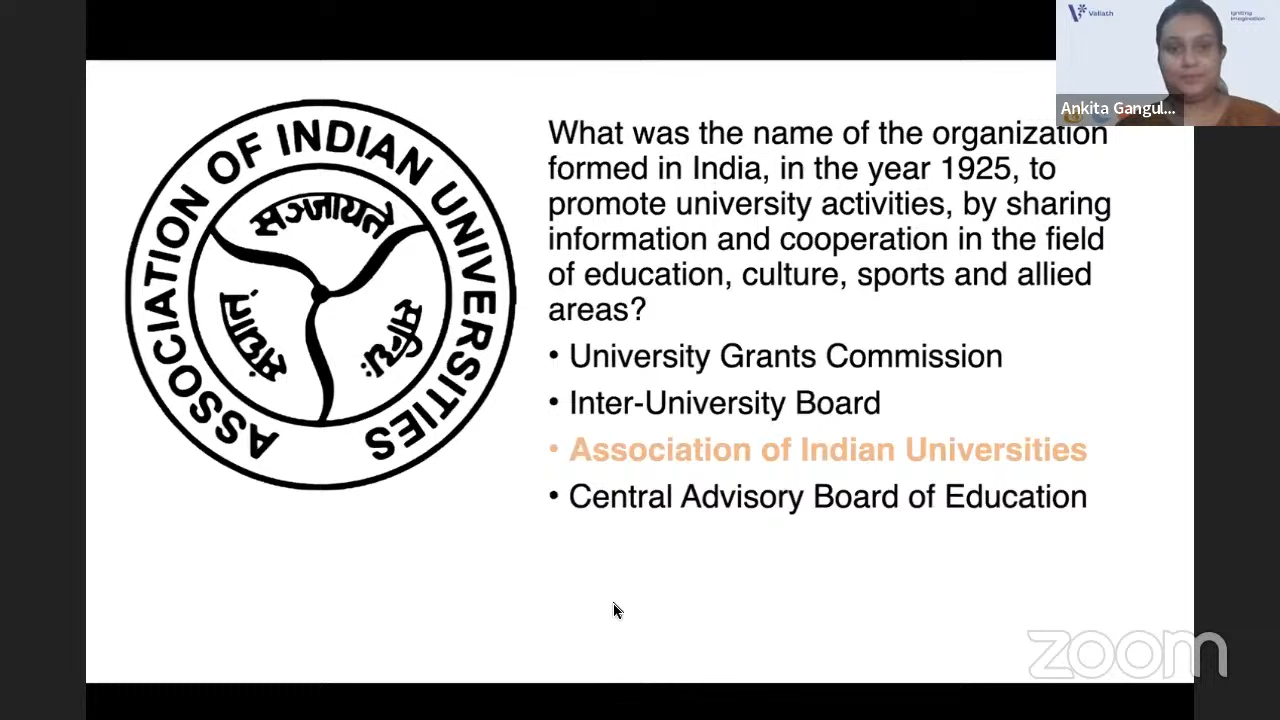 Vallath
Igniting
Imagination
Ankita Gangul...
ASSOCIATION OF INDIAN UNIVERSITIES
सञ्जायते
संघात्
What was the name of the organization
formed in India, in the year 1925, to
promote university activities, by sharing
information and cooperation in the field
of education, culture, sports and allied
areas?
• University Grants Commission
• Inter-University Board
• Association of Indian Universities
• Central Advisory Board of Education
zoom